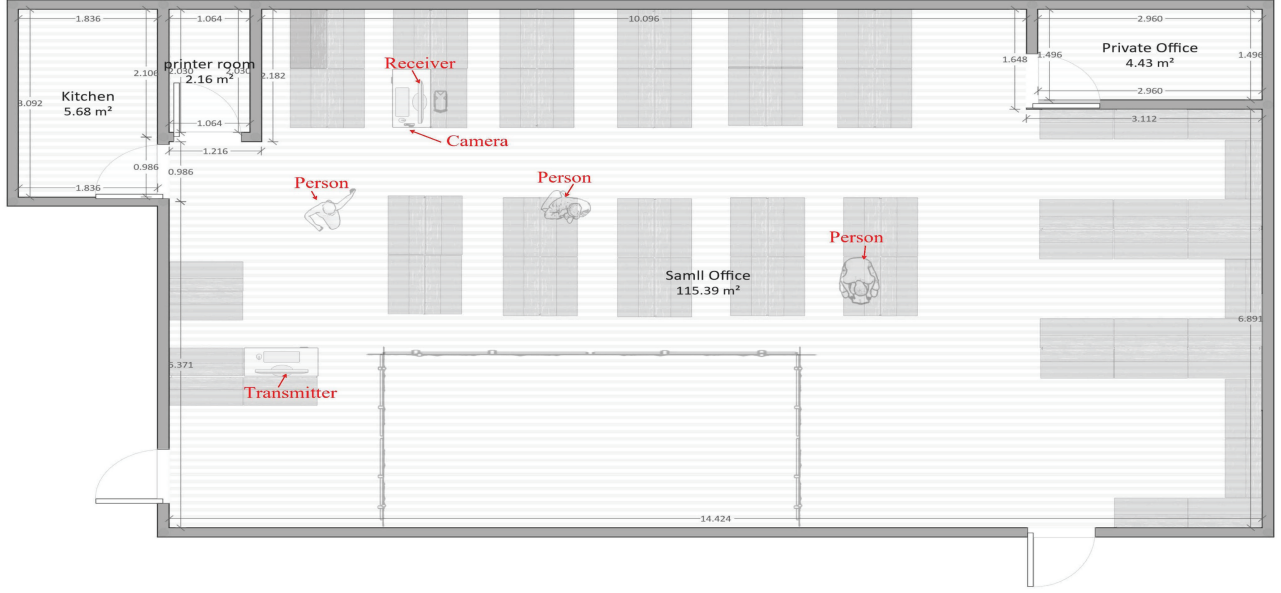 1.836
1.064
10.096
2.960
Receiver
Private Office
4.43 m²
1.496
1.496
1.648
printer room
2.16 m²
2.106
2.030
2.030
2.182
Kitchen
5.68 m²
3.092
2.960
1.064
3.112
Camera
1.216
0.986
0.986
1.836
Person
Person
Person
Samll Office
115.39 m²
6.891
Transmitter
14.424